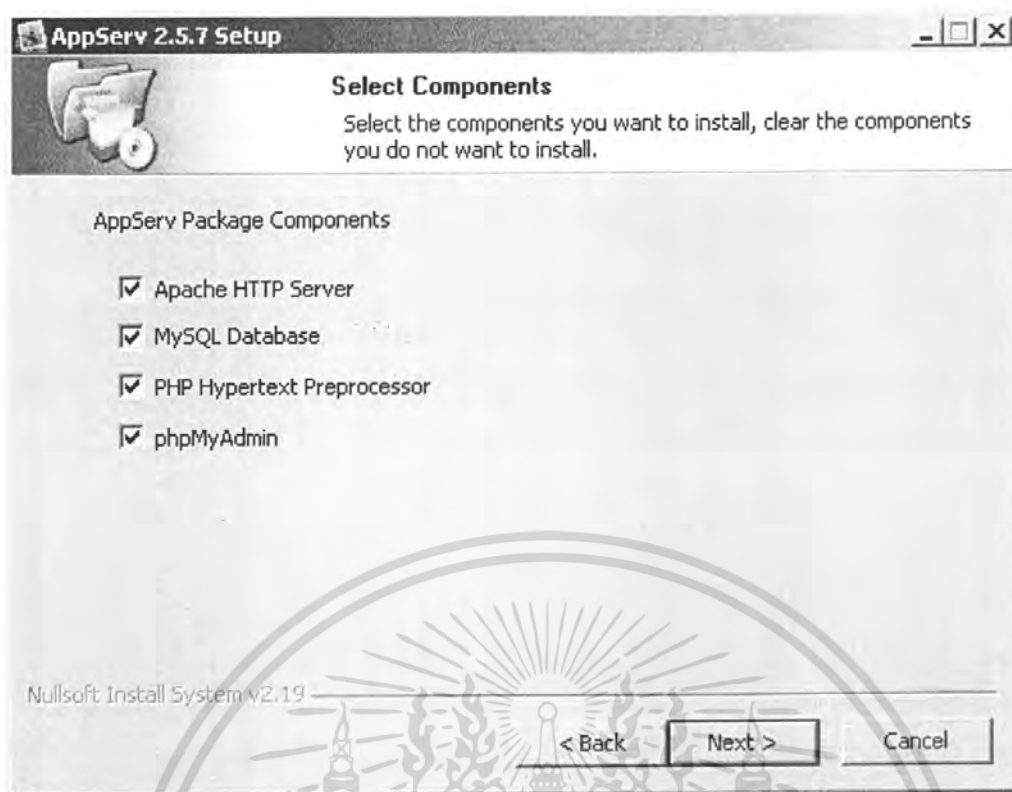 AppServ 2.5.7 Setup
Select Components
Select the components you want to install, clear the components
you do not want to install.
AppServ Package Components
Apache HTTP Server
MySQL Database
PHP Hypertext Preprocessor
phpMyAdmin
Nullsoft Install System v2.19
< Back Next > Cancel